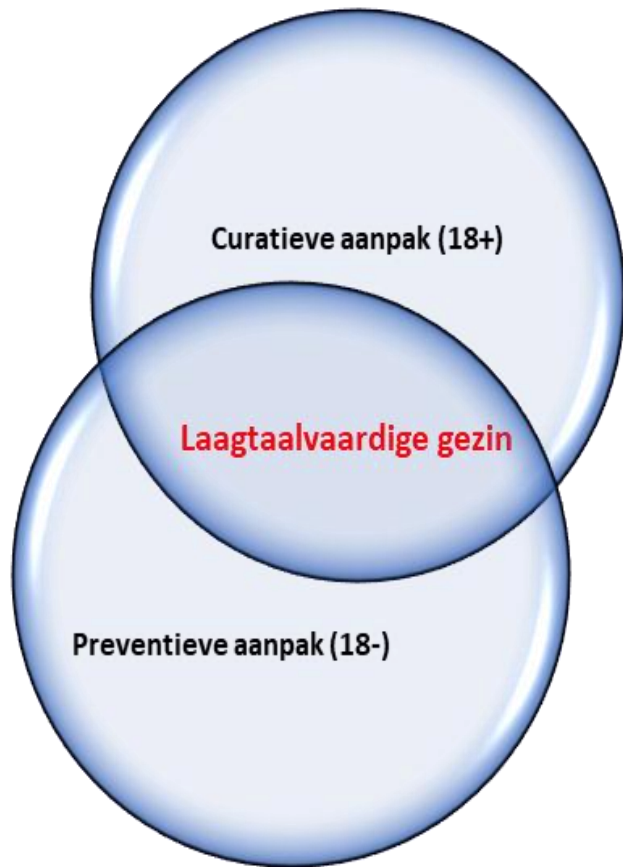 Curatieve aanpak (18+)
Laagtaalvaardige gezin
Preventieve aanpak (18-)